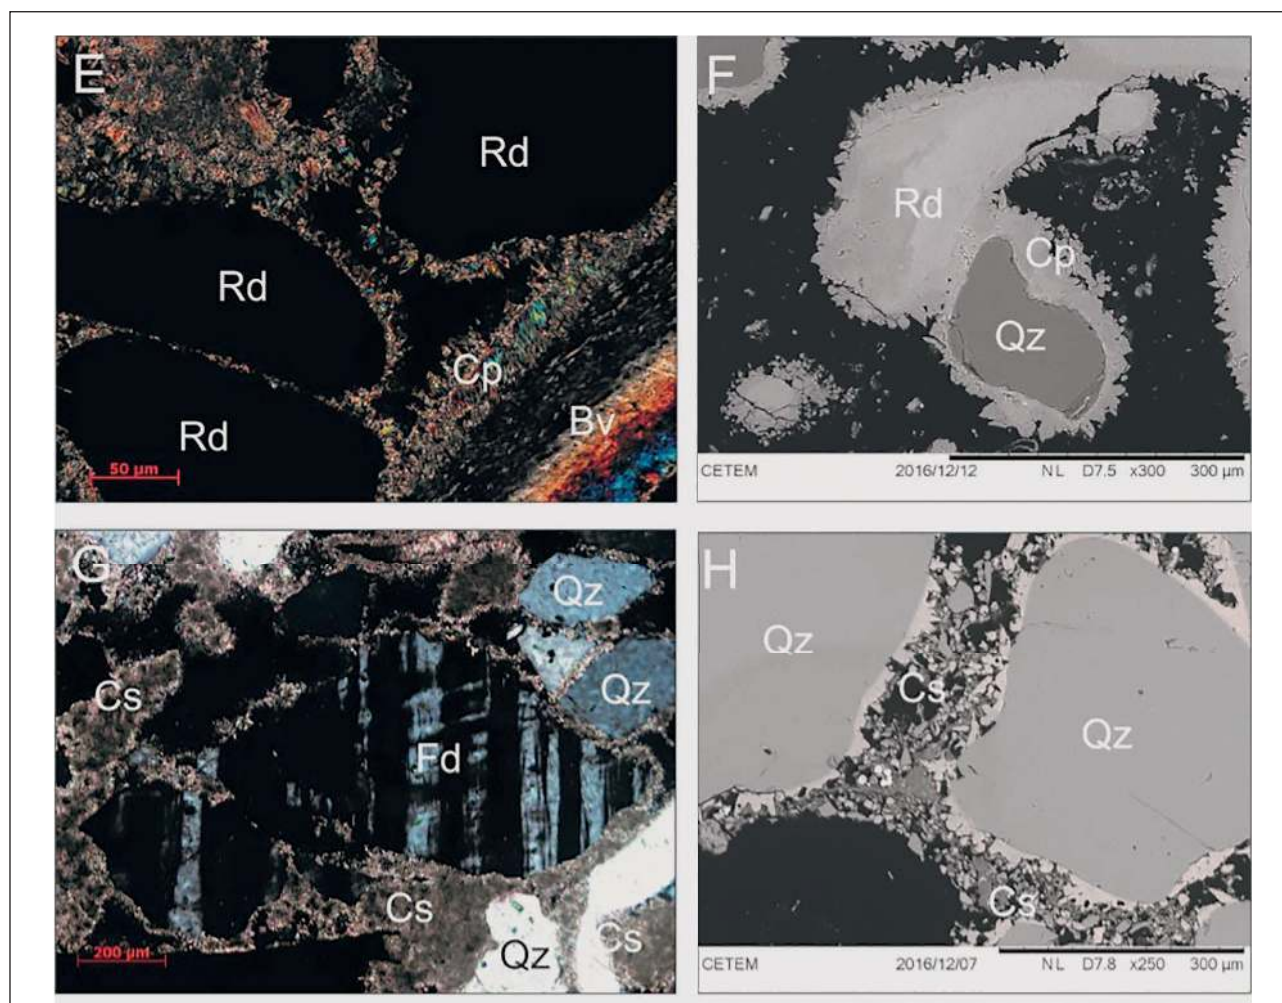 E
Rd
Rd
Cp
Bv
Rd
50 µm
F
Rd
Cp
Qz
CETEM 2016/12/12 NL D7.5 x300 300 µm
G
Qz
Cs
Qz
Fd
Cs
Cs
Qz
200 µm
H
Qz
Cs
Qz
Cs
CETEM 2016/12/07 NL D7.8 x250 300 µm